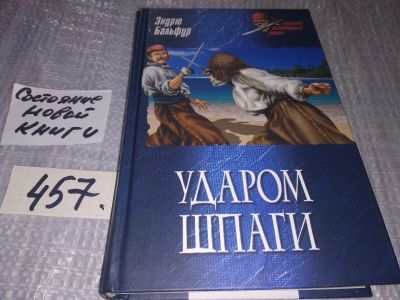 Эндрю
Бальфур
Состояние
новой
книги
457.
УДАРОМ
ШПАГИ